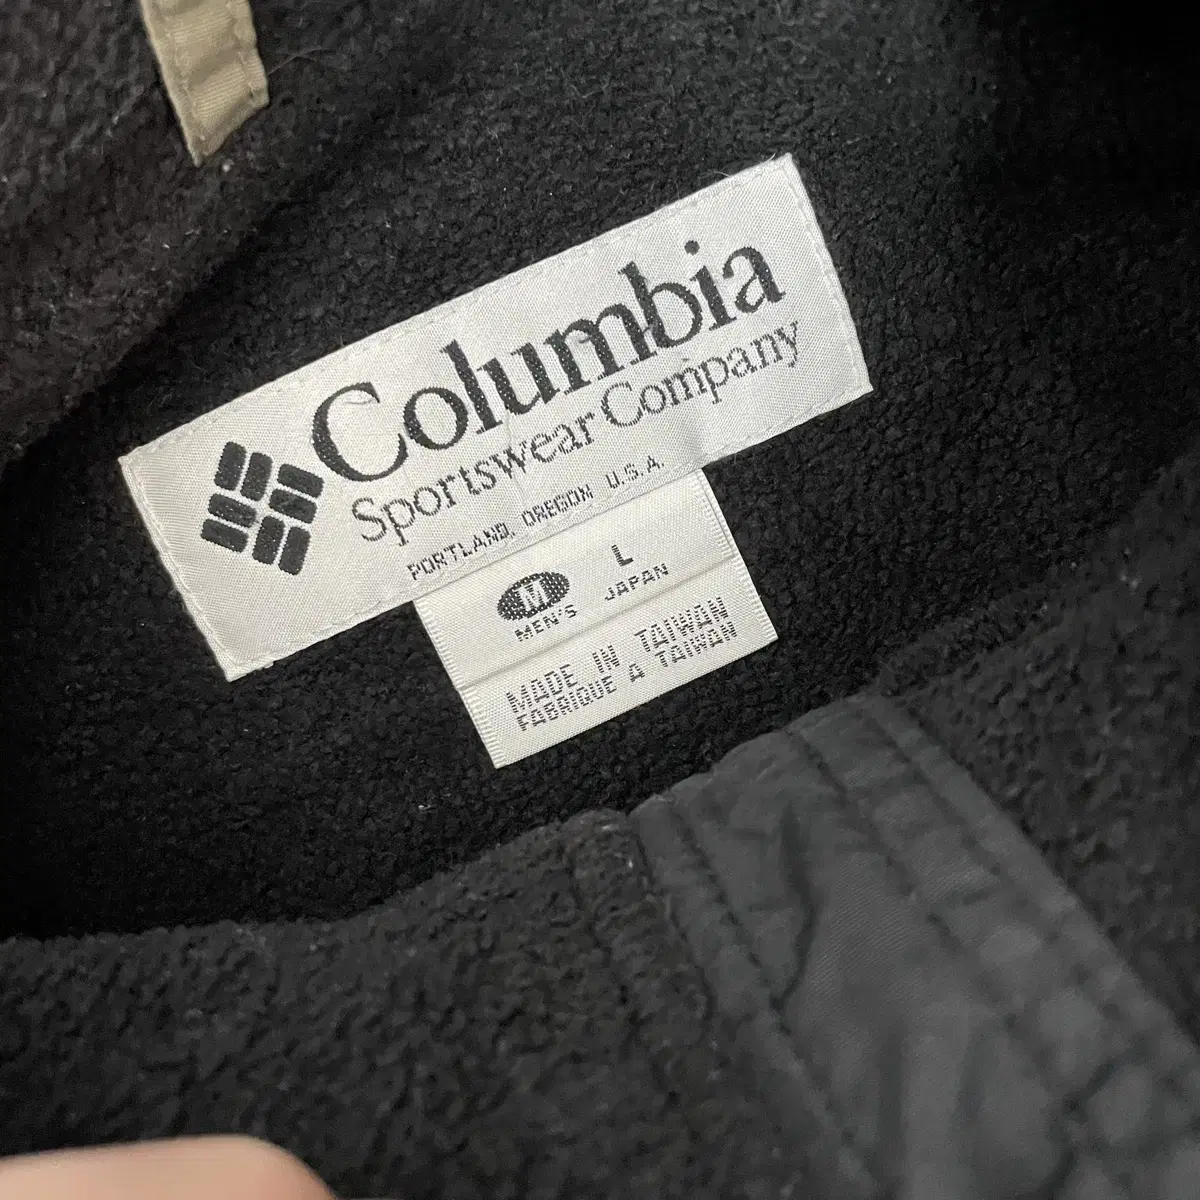 Columbia
Sportswear Company
PORTLAND, OREGON U.S.A.
M L
MEN'S JAPAN
MADE IN TAIWAN
FABRIQUE A TAIWAN